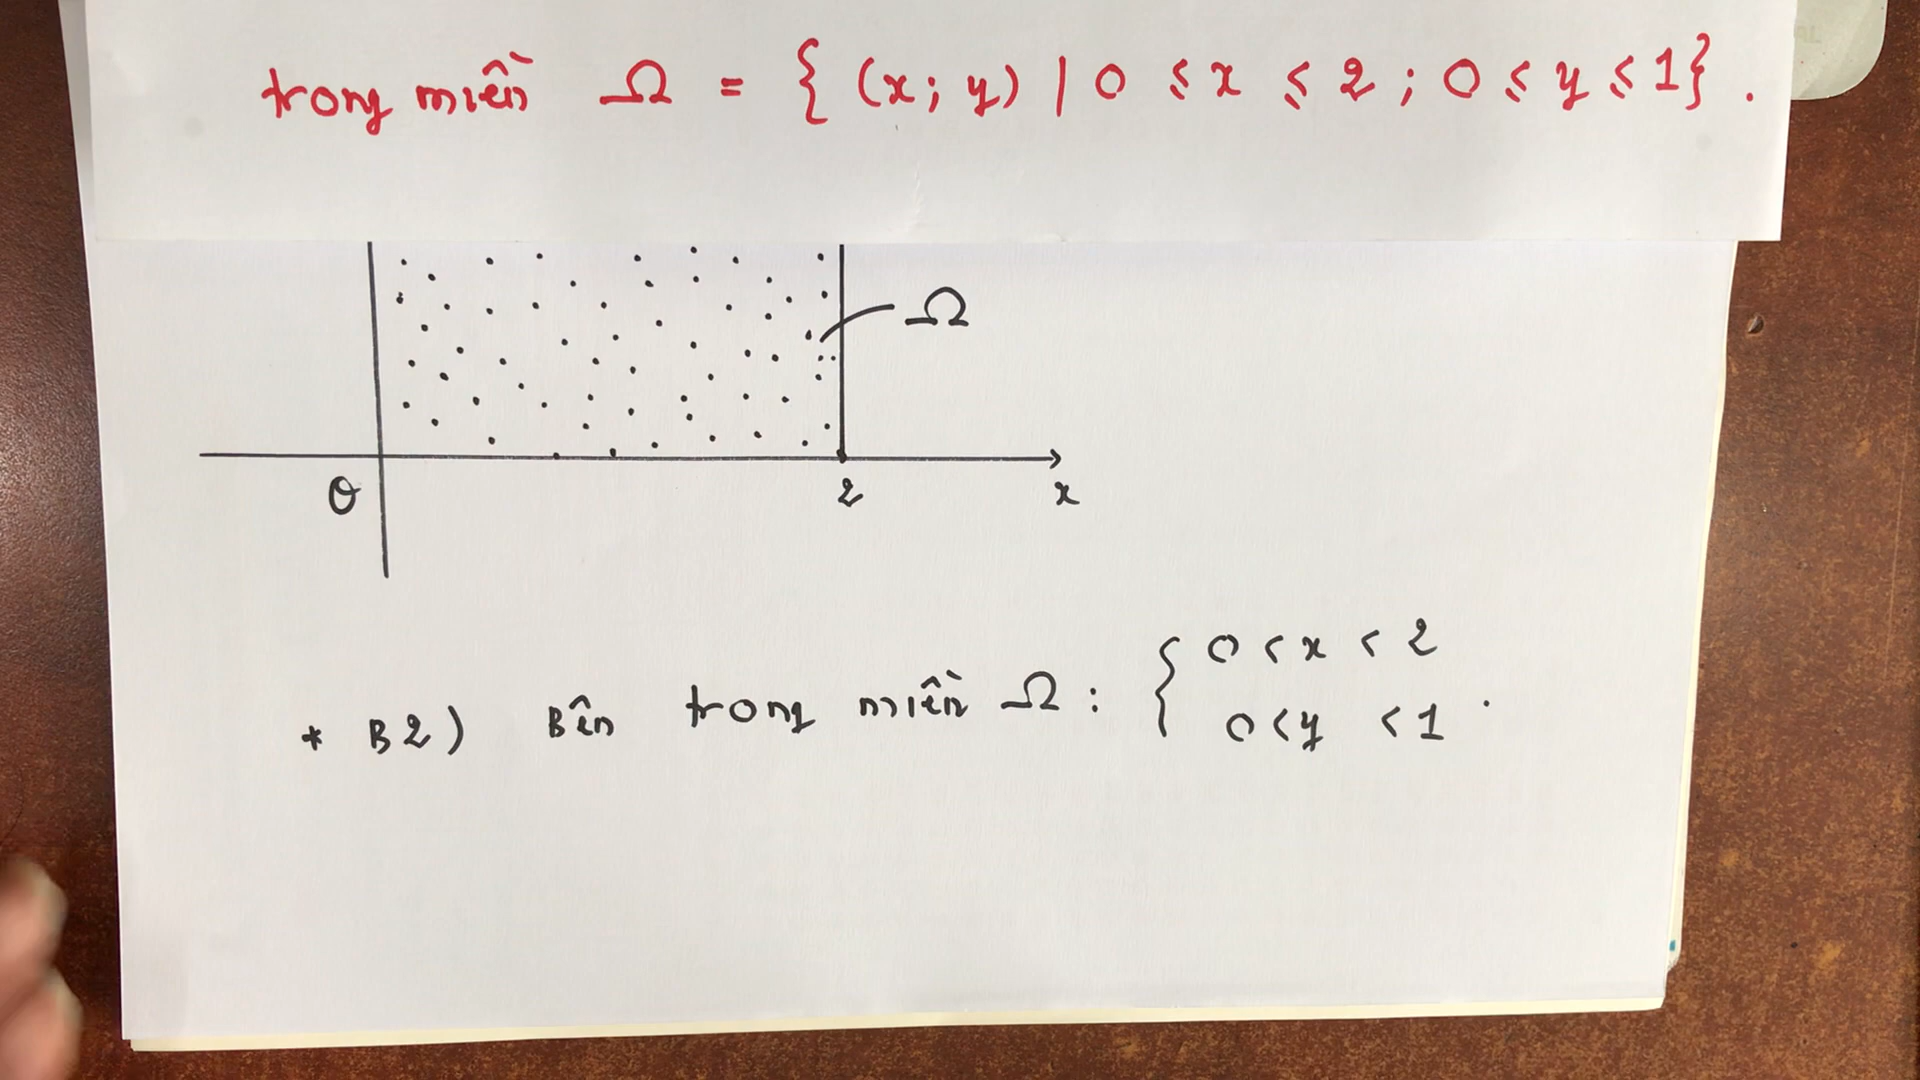 trong miền Ω = { (x; y) | 0 ≤ x ≤ 2 ; 0 ≤ y ≤ 1} .
Ω
O 2 x
* B2) Bên trong miền Ω : { 0 < x < 2
0 < y < 1 .